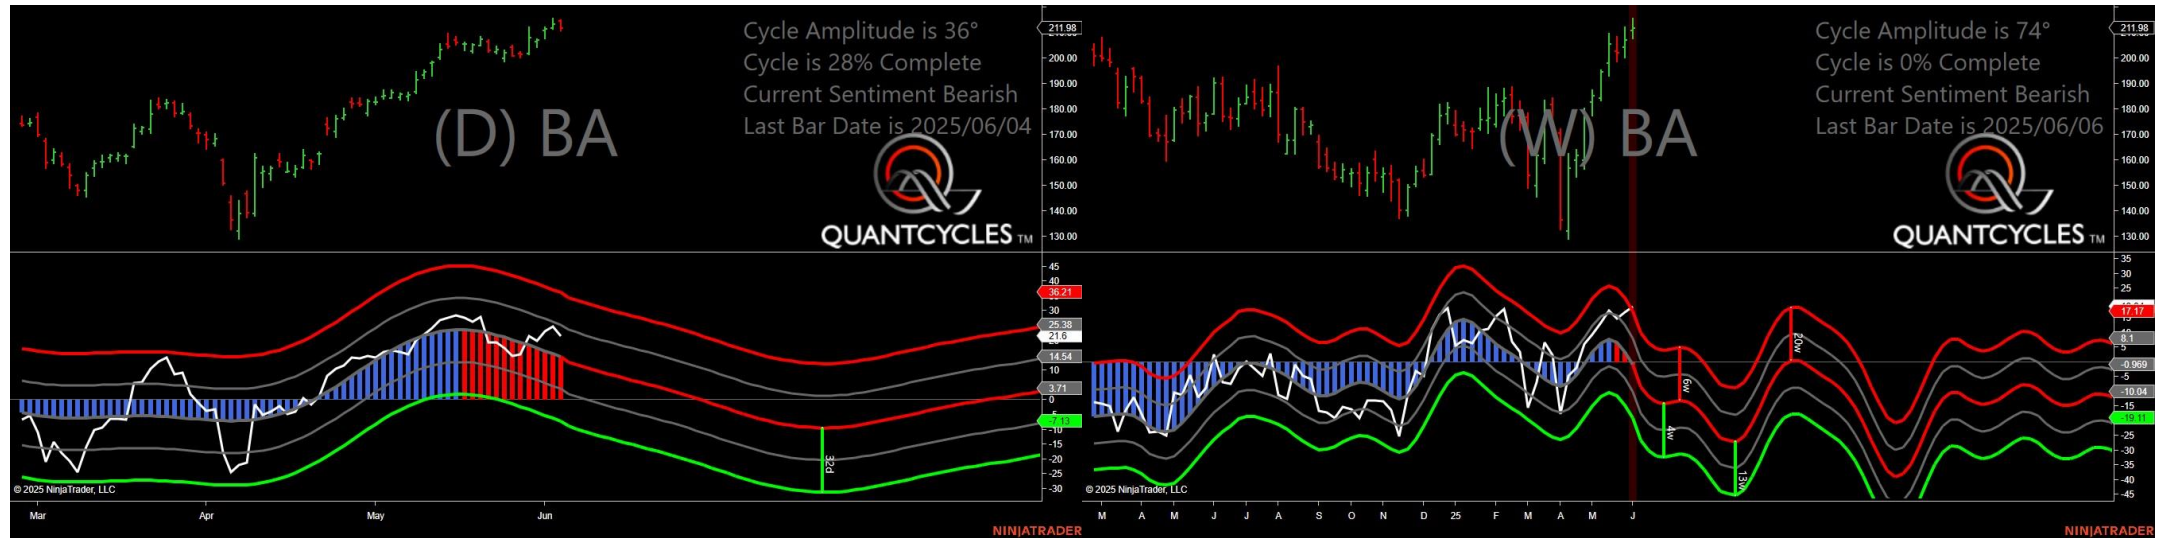 Cycle Amplitude is 36°
Cycle is 28% Complete
Current Sentiment Bearish
Last Bar Date is 2025/06/04
(D) BA
QUANTCYCLES TM
211.98
200.00
190.00
180.00
170.00
160.00
150.00
140.00
130.00
45
40
36.21
30
25.38
21.6
14.54
10
3.71
0
-5
-7.13
-10
-15
-20
-25
-30
32d
© 2025 NinjaTrader, LLC
Mar
Apr
May
Jun
NINJATRADER
Cycle Amplitude is 74°
Cycle is 0% Complete
Current Sentiment Bearish
Last Bar Date is 2025/06/06
(W) BA
QUANTCYCLES TM
211.98
200.00
190.00
180.00
170.00
160.00
150.00
140.00
130.00
35
30
25
17.17
8.1
5
-0.969
-5
-10.04
-15
-19.11
-25
-30
-35
-40
-45
6w
20w
4w
13w
© 2025 NinjaTrader, LLC
M A M J J A S O N D 25 F M A M J
NINJATRADER